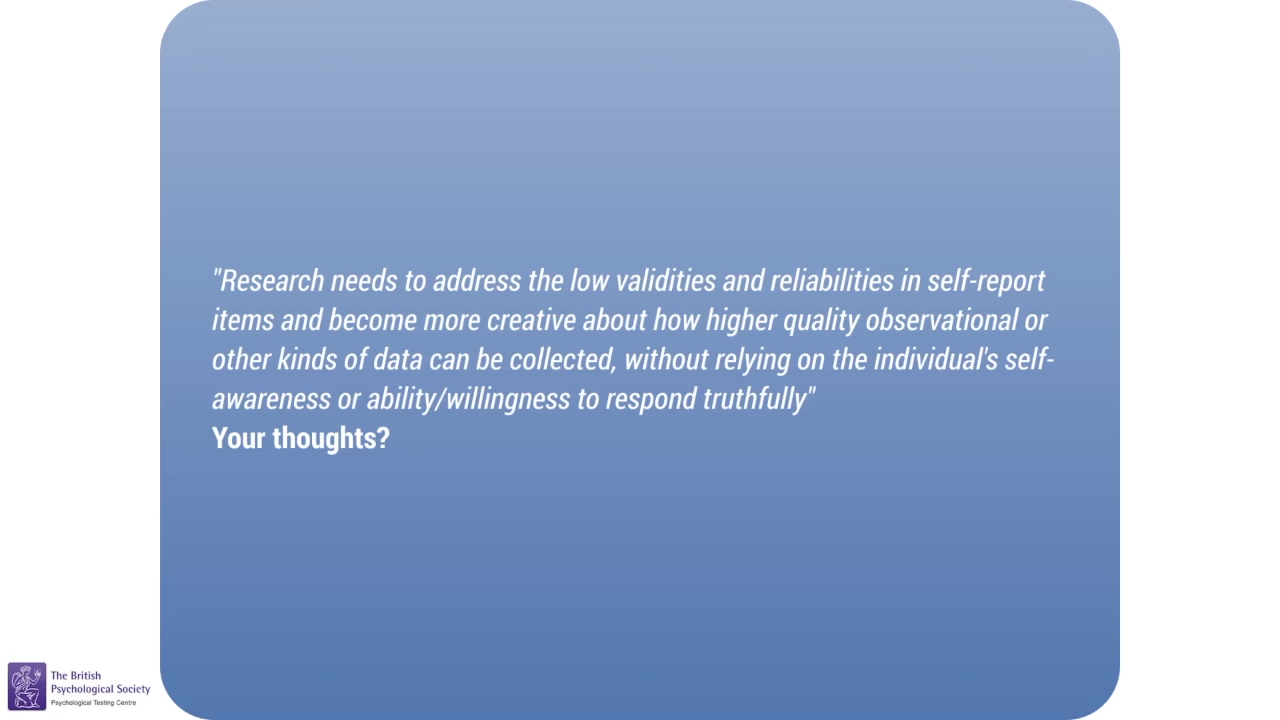 "Research needs to address the low validities and reliabilities in self-report
items and become more creative about how higher quality observational or
other kinds of data can be collected, without relying on the individual's self-
awareness or ability/willingness to respond truthfully"
Your thoughts?
The British
Psychological Society
Psychological Testing Centre